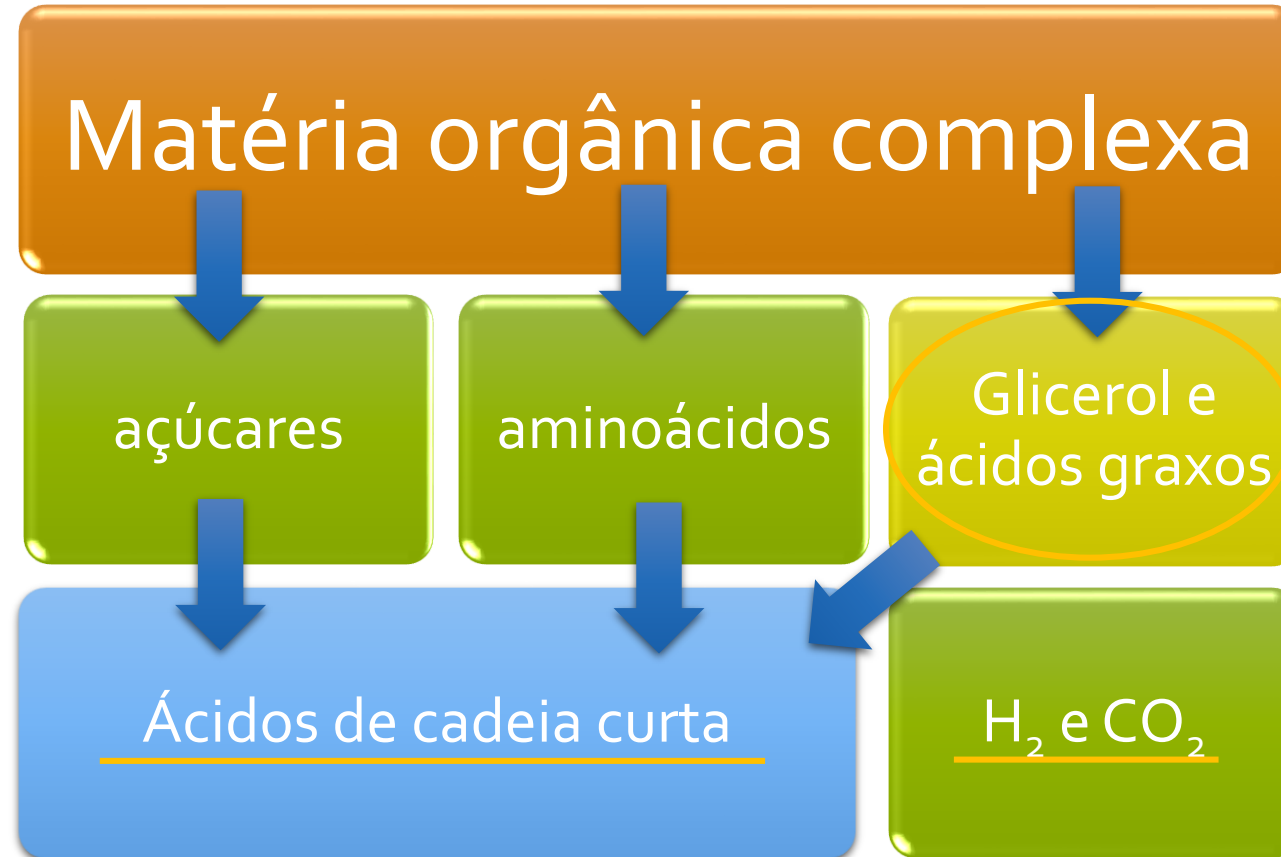 Matéria orgânica complexa
açúcares
aminoácidos
Glicerol e
ácidos graxos
Ácidos de cadeia curta
H₂ e CO₂